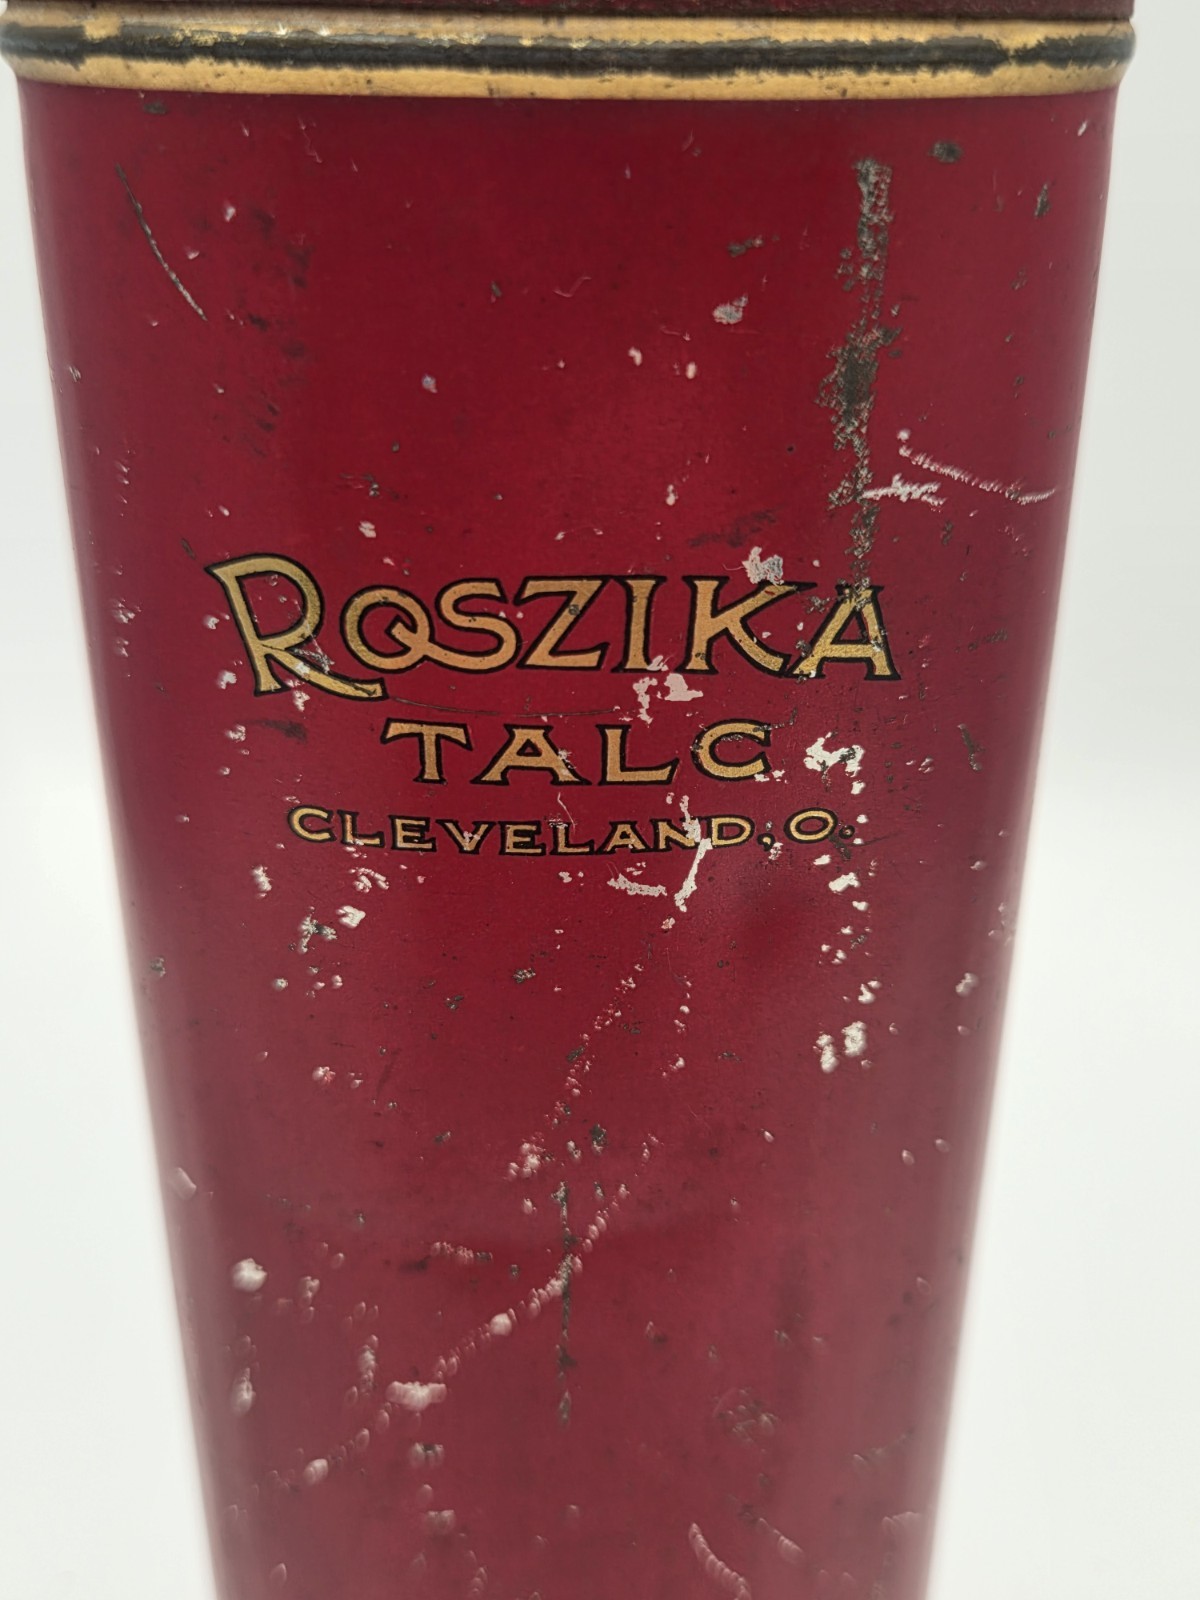 ROSZIKA
TALC
CLEVELAND, O.